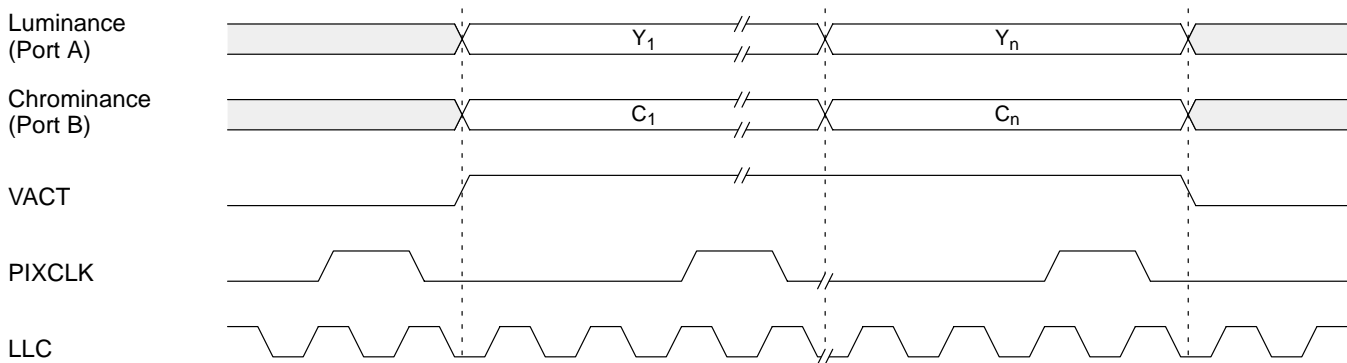 Luminance
(Port A)
Y1
Yn
Chrominance
(Port B)
C1
Cn
VACT
PIXCLK
LLC